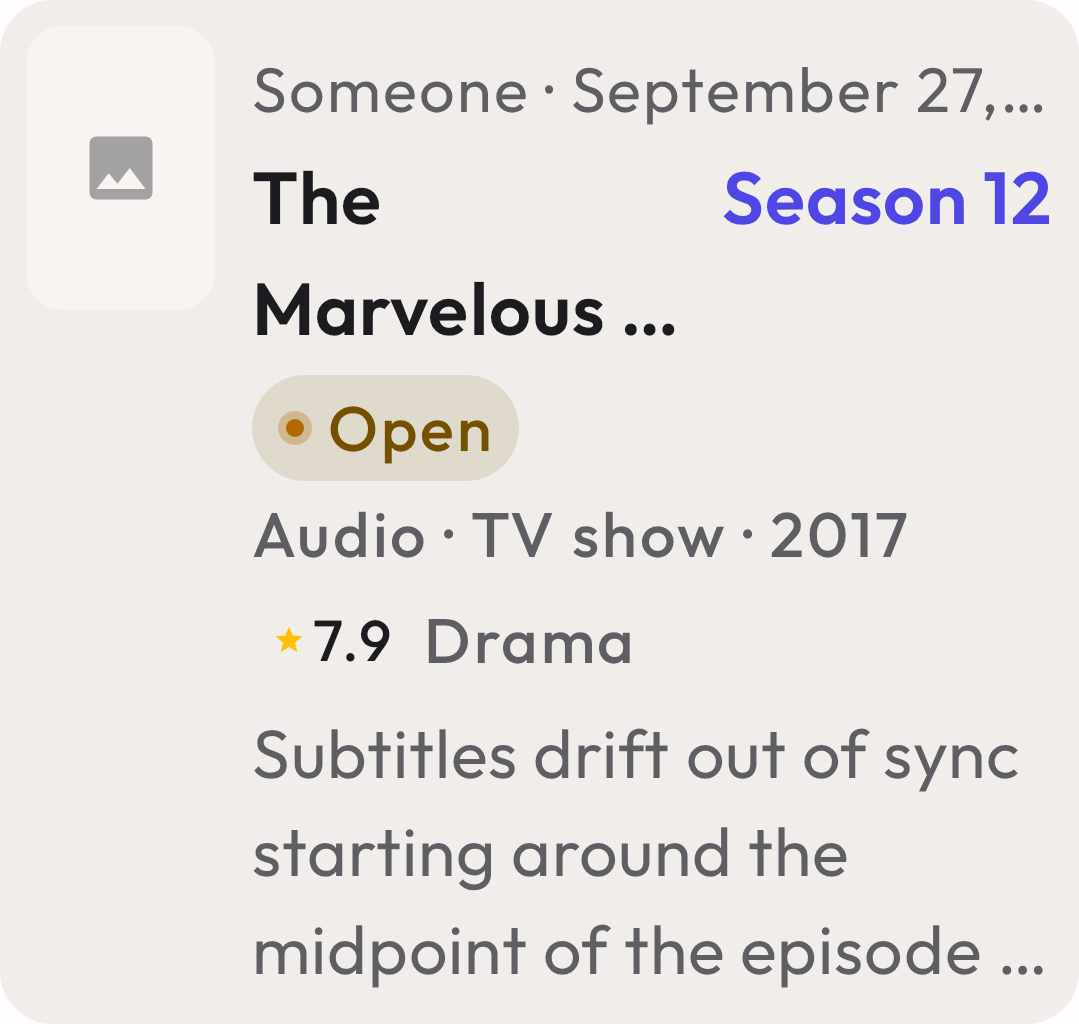 Someone · September 27,...
The Season 12
Marvelous ...
Open
Audio · TV show · 2017
7.9 Drama
Subtitles drift out of sync
starting around the
midpoint of the episode ...